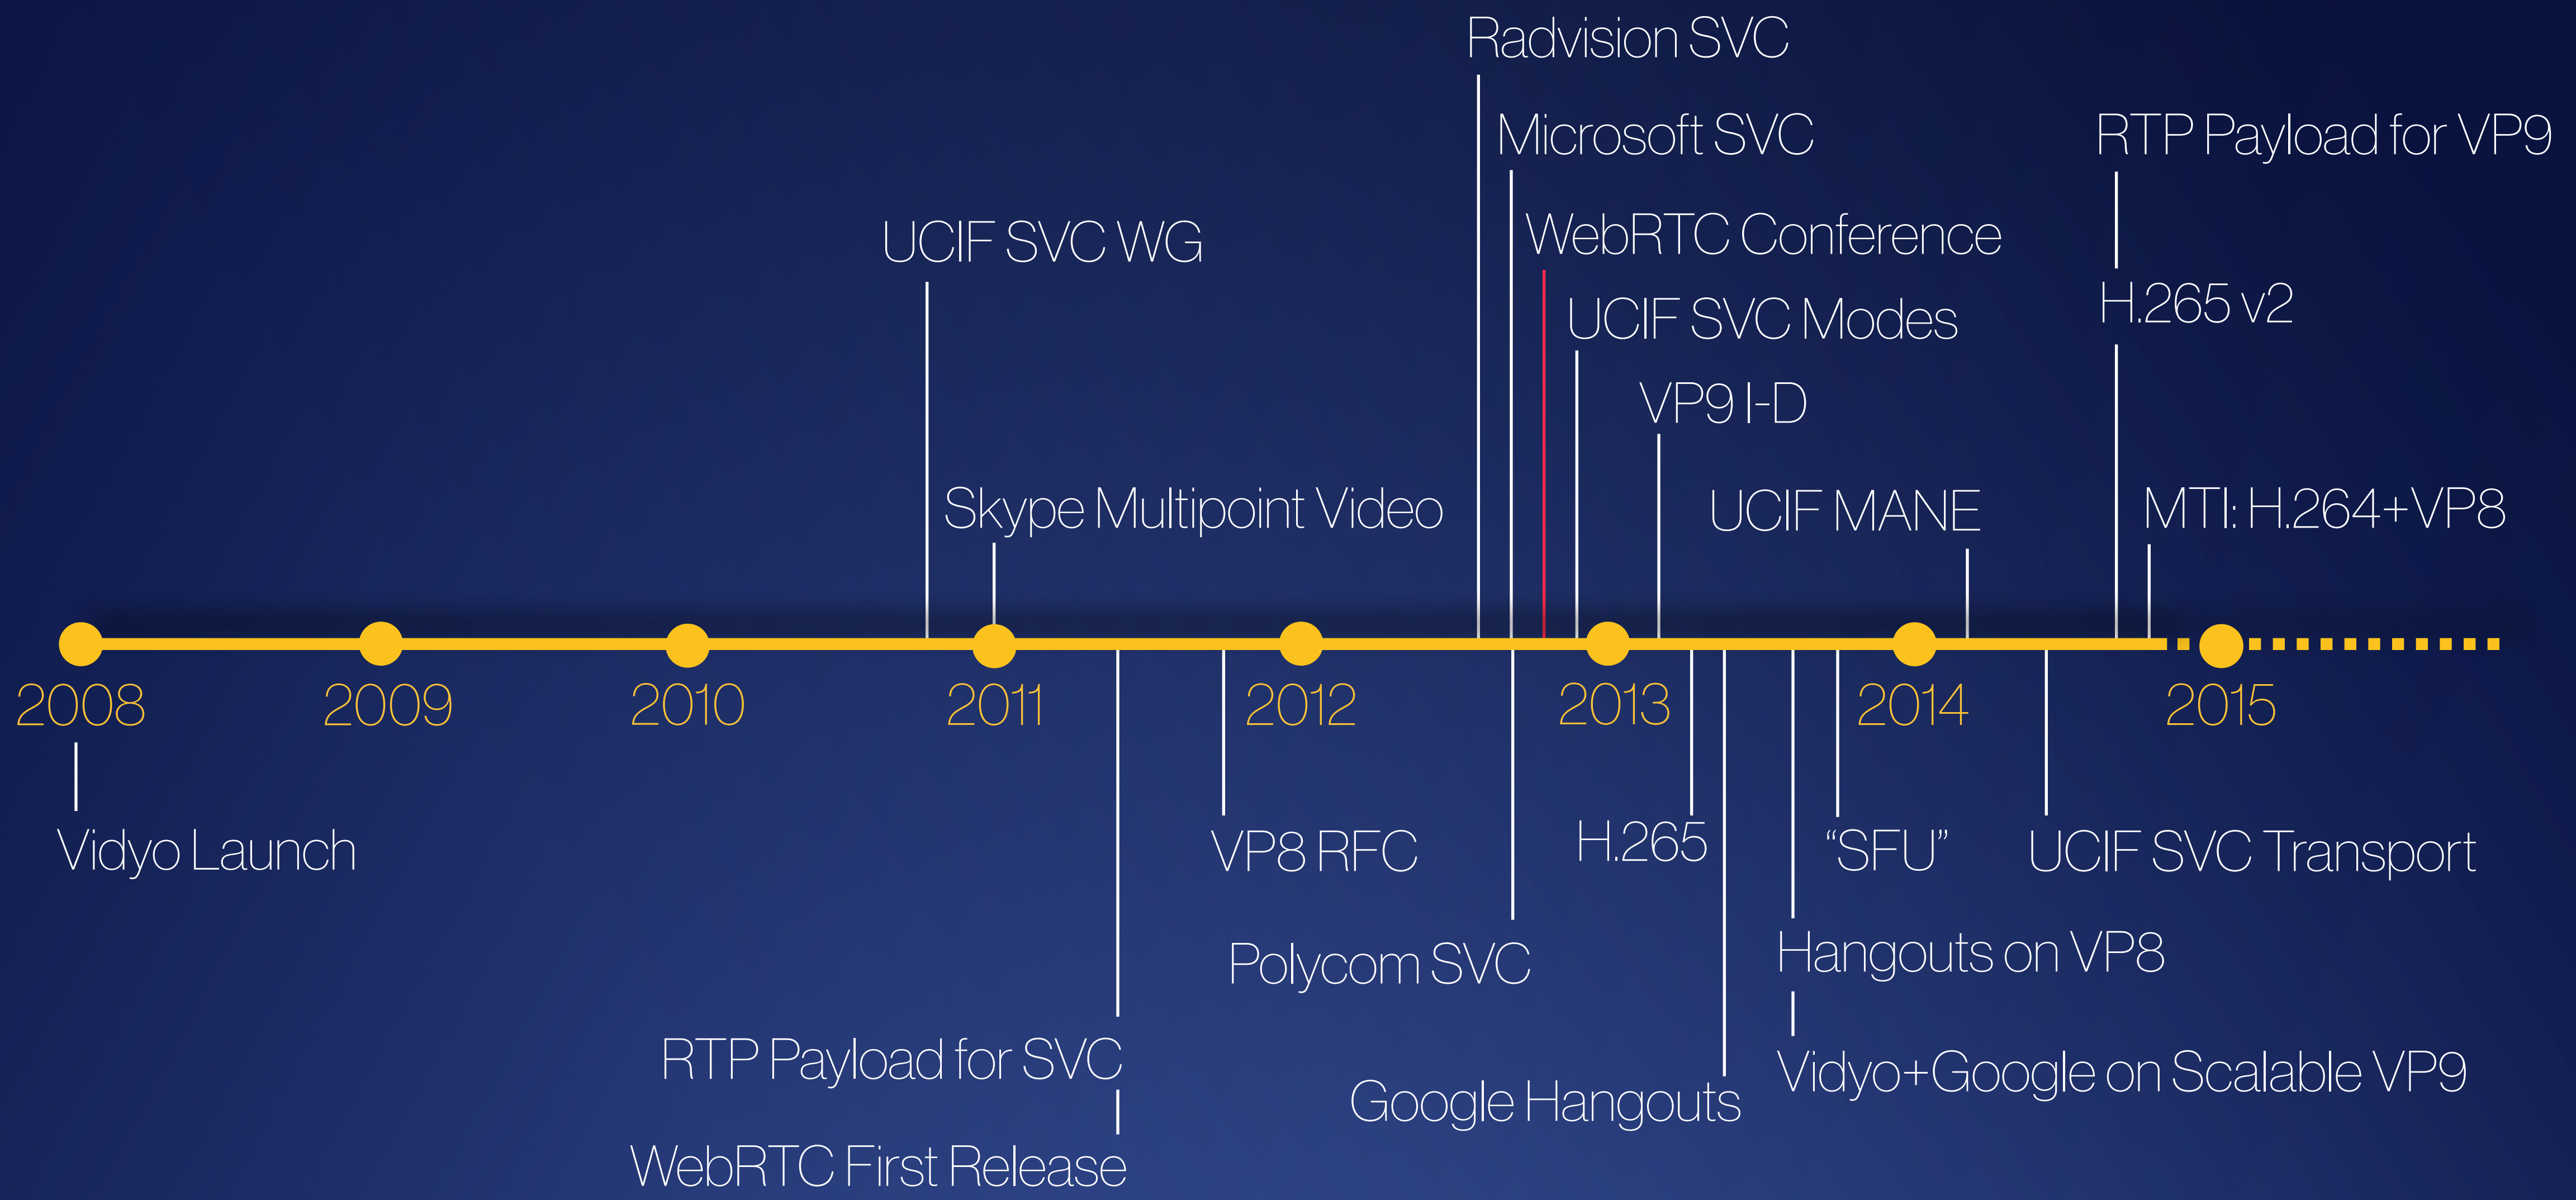 Radvision SVC
Microsoft SVC
RTP Payload for VP9
WebRTC Conference
UCIF SVC WG
H.265 v2
UCIF SVC Modes
VP9 I-D
Skype Multipoint Video
UCIF MANE
MTI: H.264+VP8
2008
2009
2010
2011
2012
2013
2014
2015
Vidyo Launch
VP8 RFC
H.265
“SFU”
UCIF SVC Transport
Polycom SVC
Hangouts on VP8
RTP Payload for SVC
Vidyo+Google on Scalable VP9
Google Hangouts
WebRTC First Release